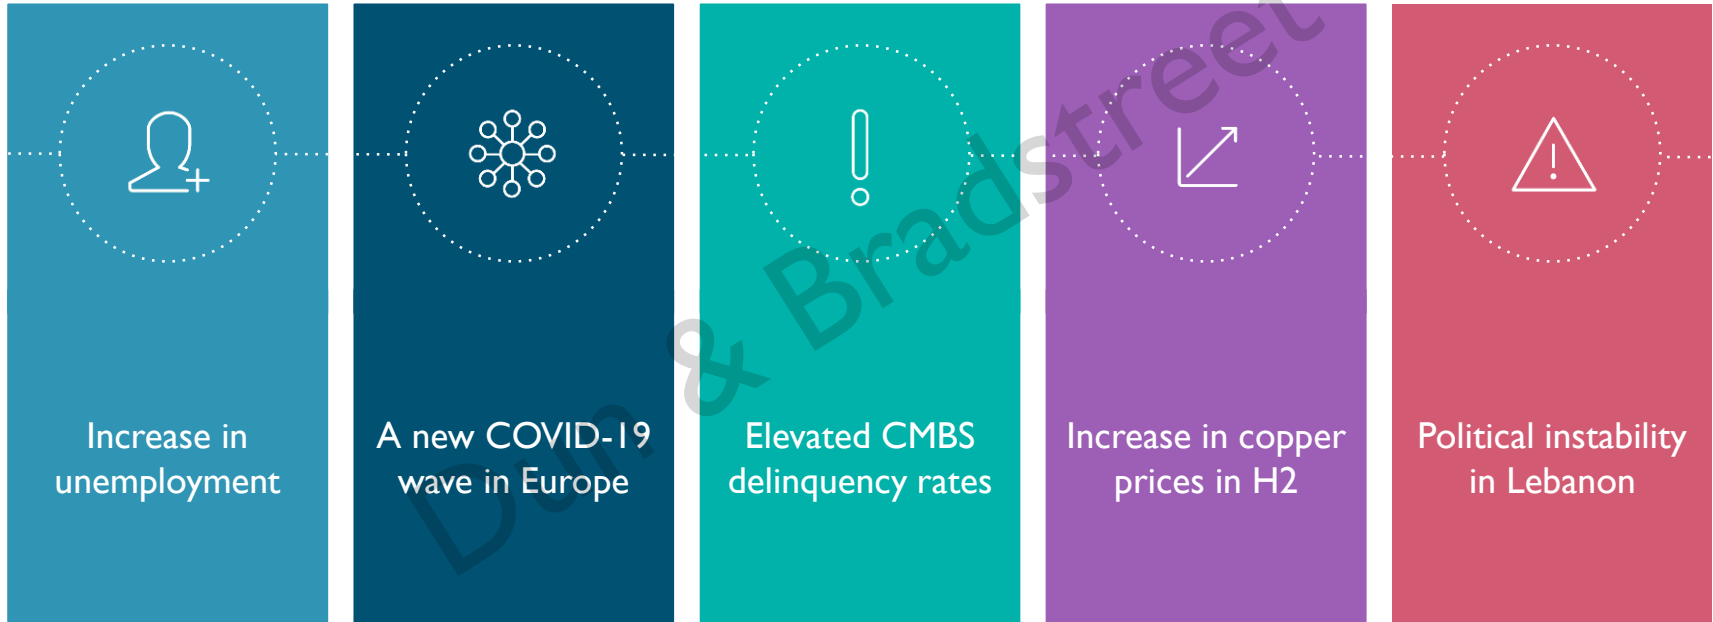 Increase in
unemployment
A new COVID-19
wave in Europe
Elevated CMBS
delinquency rates
Increase in copper
prices in H2
Political instability
in Lebanon
Dun & Bradstreet